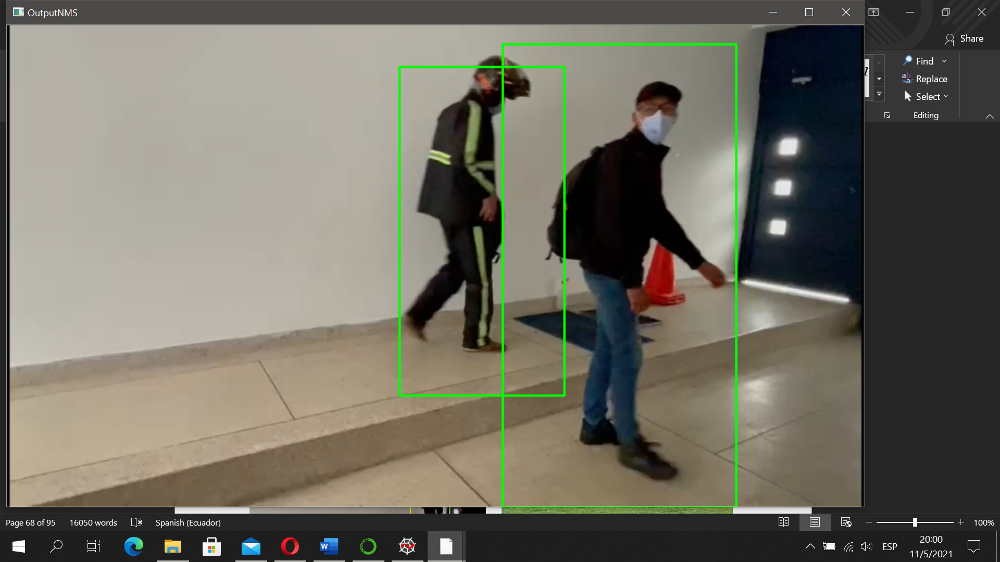 OutputNMS
Share
Find
Replace
Select
Editing
Page 68 of 95
16050 words
Spanish (Ecuador)
100%
ESP
20:00
11/5/2021